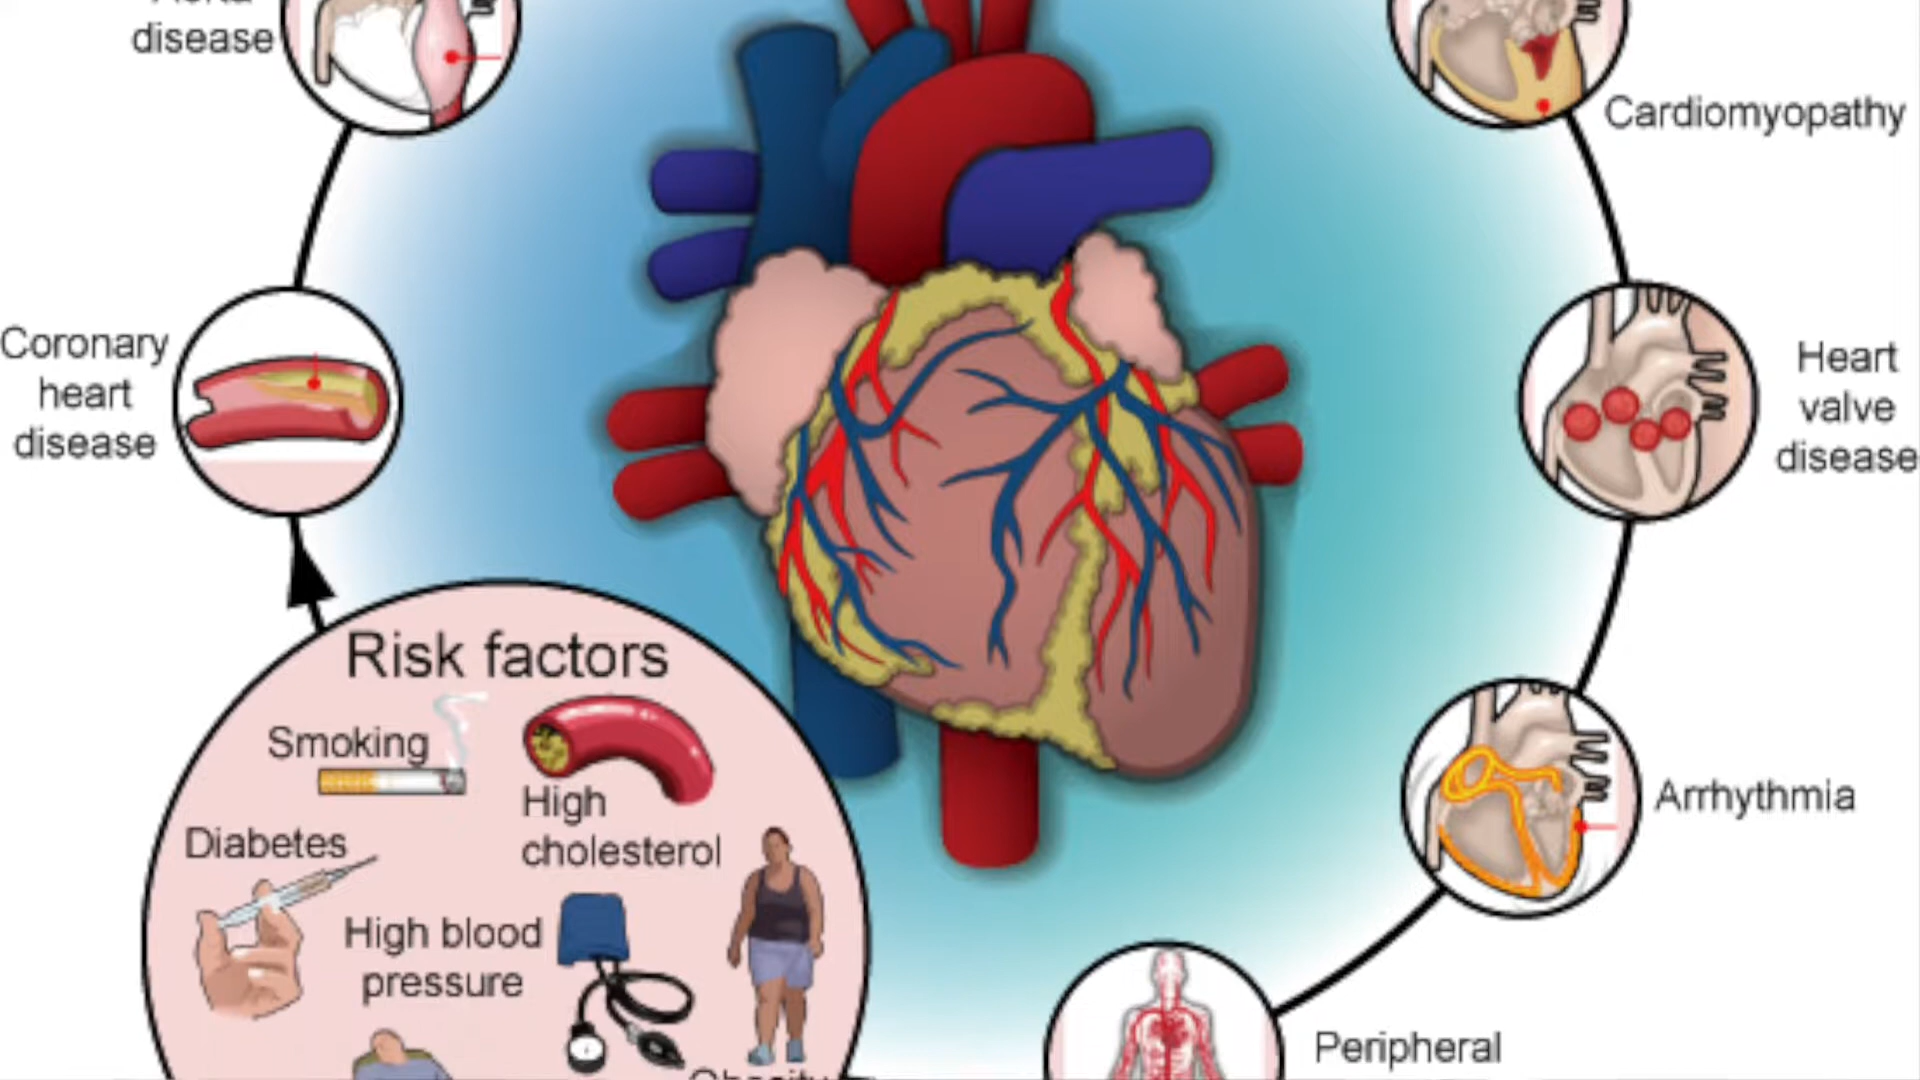 disease
Cardiomyopathy
Coronary
heart
disease
Heart
valve
disease
Risk factors
Smoking
High
cholesterol
Diabetes
High blood
pressure
Arrhythmia
Peripheral